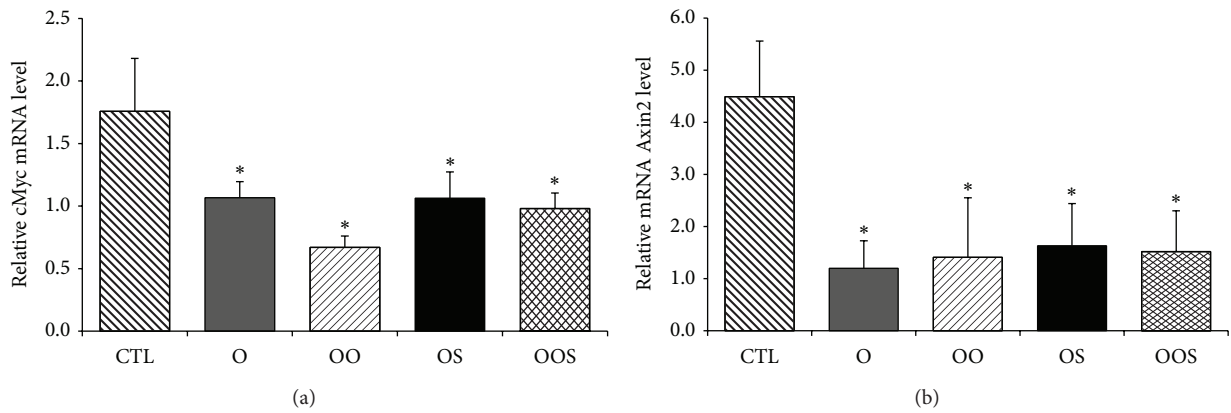 Relative cMyc mRNA level
2.5
2.0
1.5
1.0
0.5
0.0
*
*
*
*
CTL
O
OO
OS
OOS
(a)
Relative mRNA Axin2 level
6.0
5.0
4.0
3.0
2.0
1.0
0.0
*
*
*
*
CTL
O
OO
OS
OOS
(b)